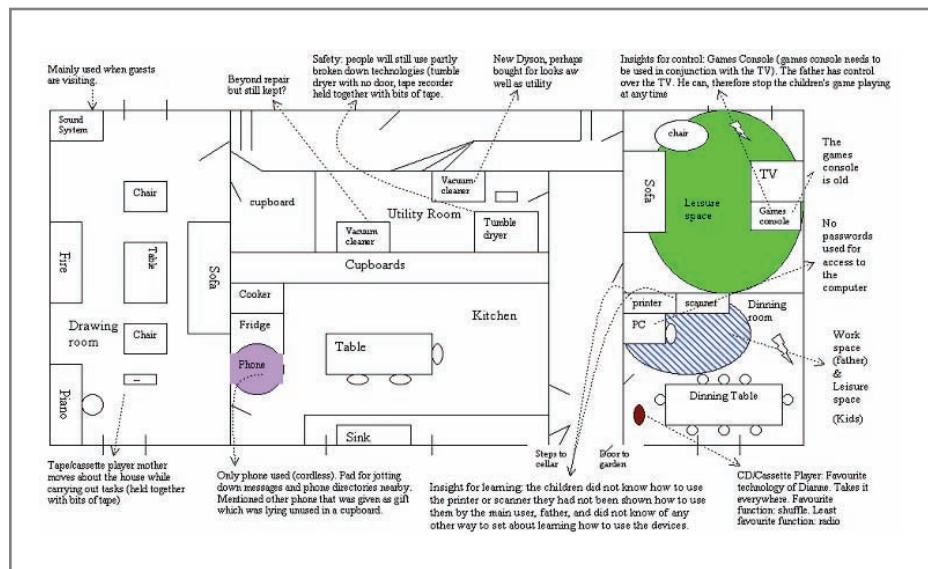 Mainly used when guests
are visiting.
Beyond repair
but still kept?
Safety: people will still use partly
broken down technologies (tumble
dryer with no door, tape recorder
held together with bits of tape.
New Dyson, perhaps
bought for looks aw
well as utility
Insights for control: Games Console (games console needs
to be used in conjunction with the TV). The father has control
over the TV. He can, therefore stop the children's game playing
at any time
Sound
System
Chair
Table
Chair
Fire
Sofa
Drawing
room
Piano
cupboard
Vacuum
cleaner
Utility Room
Vacuum
cleaner
Tumble
dryer
Cupboards
Cooker
Fridge
Phone
Kitchen
Table
Sink
chair
Sofa
Leisure
space
TV
Games
console
The
games
console
is old
No
passwords
used for
access to
the
computer
printer
scanner
PC
Dinning
room
Work
space
(father)
&
Leisure
space
(Kids)
Dinning Table
Steps to
cellar
Door to
garden
Tape/cassette player mother
moves about the house while
carrying out tasks (held together
with bits of tape)
Only phone used (cordless). Pad for jotting
down messages and phone directories nearby.
Mentioned other phone that was given as gift
which was lying unused in a cupboard.
Insight for learning: the children did not know how to use
the printer or scanner they had not been shown how to use
them by the main user, father, and did not know of any
other way to set about learning how to use the devices.
CD/Cassette Player: Favourite
technology of Dianne. Takes it
everywhere. Favourite
function: shuffle. Least
favourite function: radio